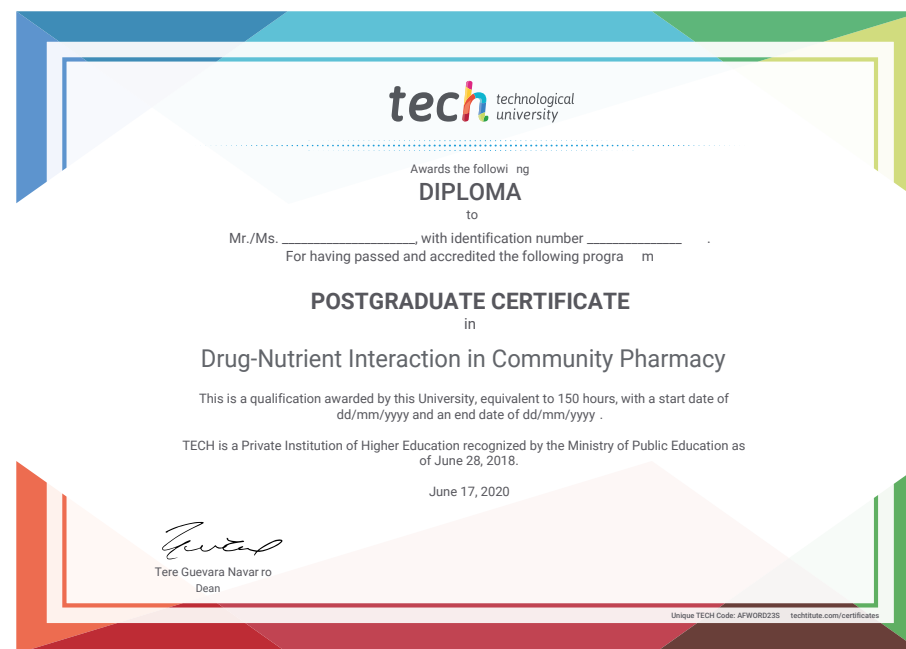 tech technological
university
Awards the followi ng
DIPLOMA
to
Mr./Ms. _____________________, with identification number _______________ .
For having passed and accredited the following progra m
POSTGRADUATE CERTIFICATE
in
Drug-Nutrient Interaction in Community Pharmacy
This is a qualification awarded by this University, equivalent to 150 hours, with a start date of
dd/mm/yyyy and an end date of dd/mm/yyyy .
TECH is a Private Institution of Higher Education recognized by the Ministry of Public Education as
of June 28, 2018.
June 17, 2020
Tere Guevara Navar ro
Dean
Unique TECH Code: AFWORD23S techtitute.com/certificates